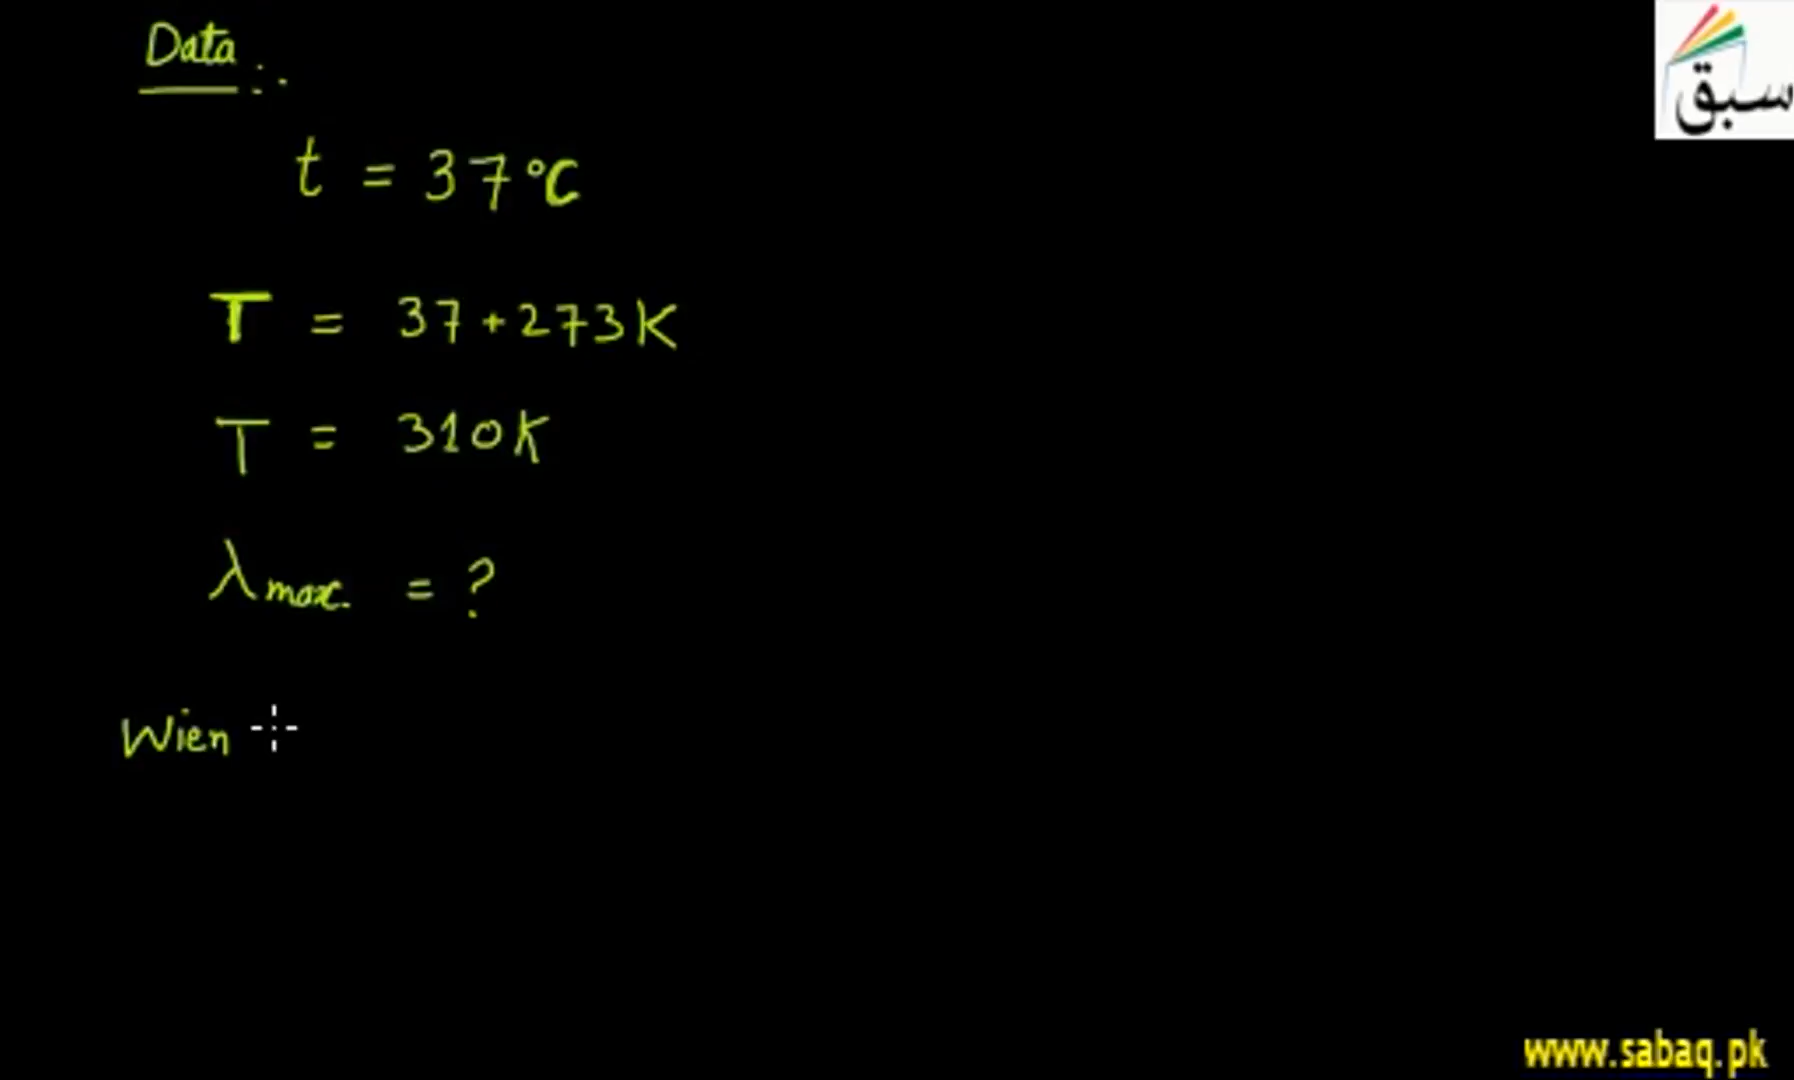 Data :-
سبق
t = 37°C
T = 37+273K
T = 310K
λmax. = ?
Wien
www.sabaq.pk